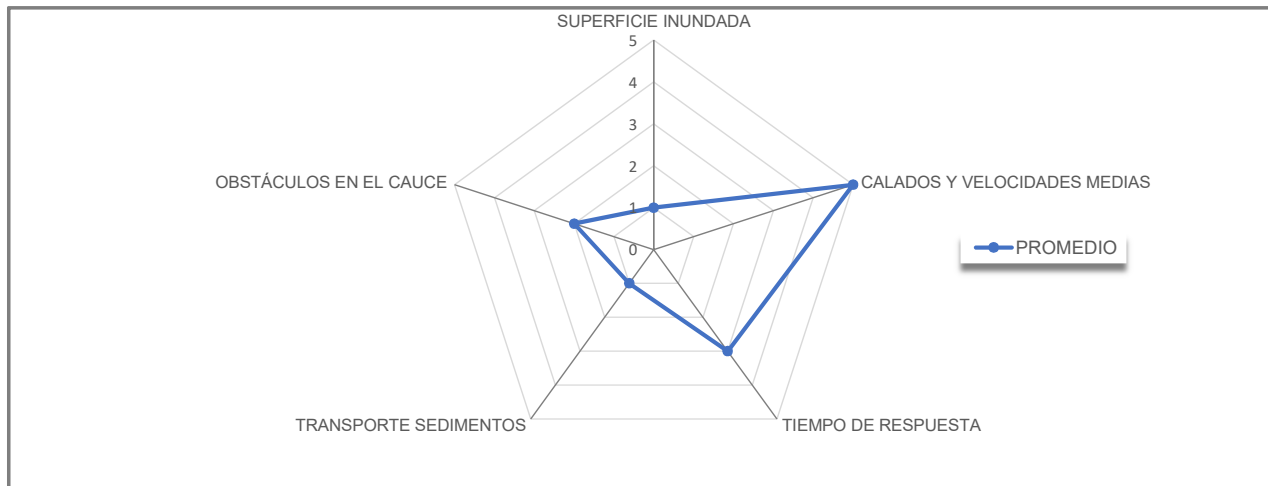 SUPERFICIE INUNDADA
5
4
3
2
1
0
OBSTÁCULOS EN EL CAUCE
CALADOS Y VELOCIDADES MEDIAS
PROMEDIO
TRANSPORTE SEDIMENTOS
TIEMPO DE RESPUESTA